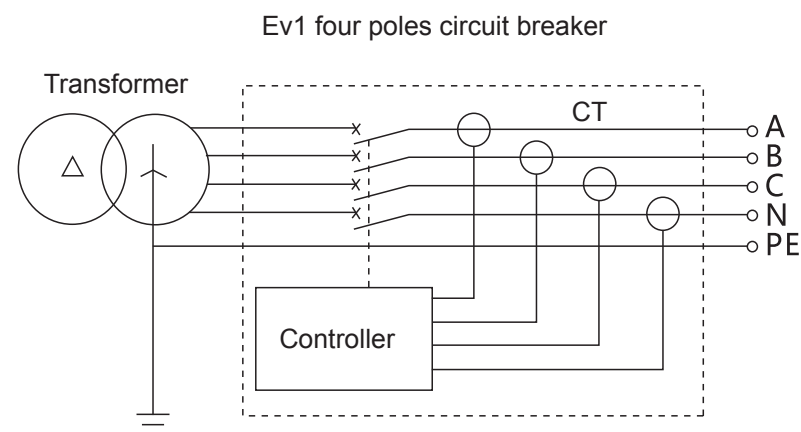 Ev1 four poles circuit breaker
Transformer
CT
A
B
C
N
PE
Controller